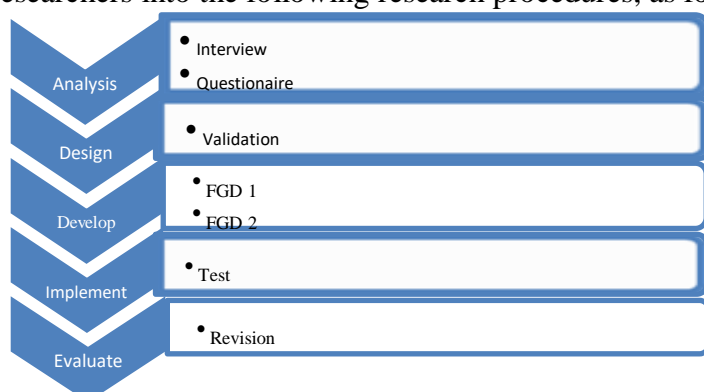 esearchers into the following research procedures, as fo
Analysis
• Interview
• Questionaire
Design
• Validation
Develop
• FGD 1
• FGD 2
Implement
• Test
Evaluate
• Revision